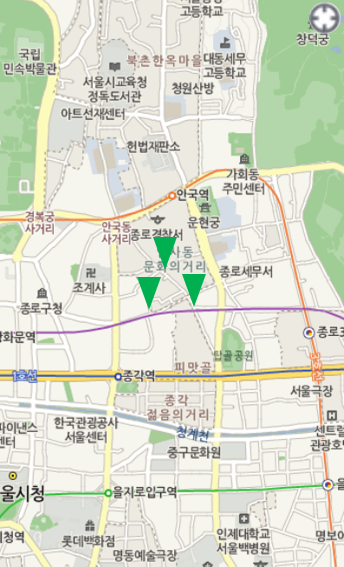 고등학교
창덕궁
국립
민속박물관
북촌한옥마을
대동세무
고등학교
서울시교육청
정독도서관
청원산방
아트선재센터
헌법재판소
가회동
주민센터
안국역
경복궁
사거리
안국동
사거리
운현궁
종로경찰서
문화의거리
종로세무서
조계사
종로구청
광화문역
종로3
탑골공원
피맛골
1호선
종각역
서울극장
종각
젊음의거리
한국관광공사
서울센터
청계천
파이낸스
센터
센트럴
관광호
중구문화원
울시청
을지로입구역
을
인제대학교
서울백병원
시청역
롯데백화점
명동예술극장
명보아